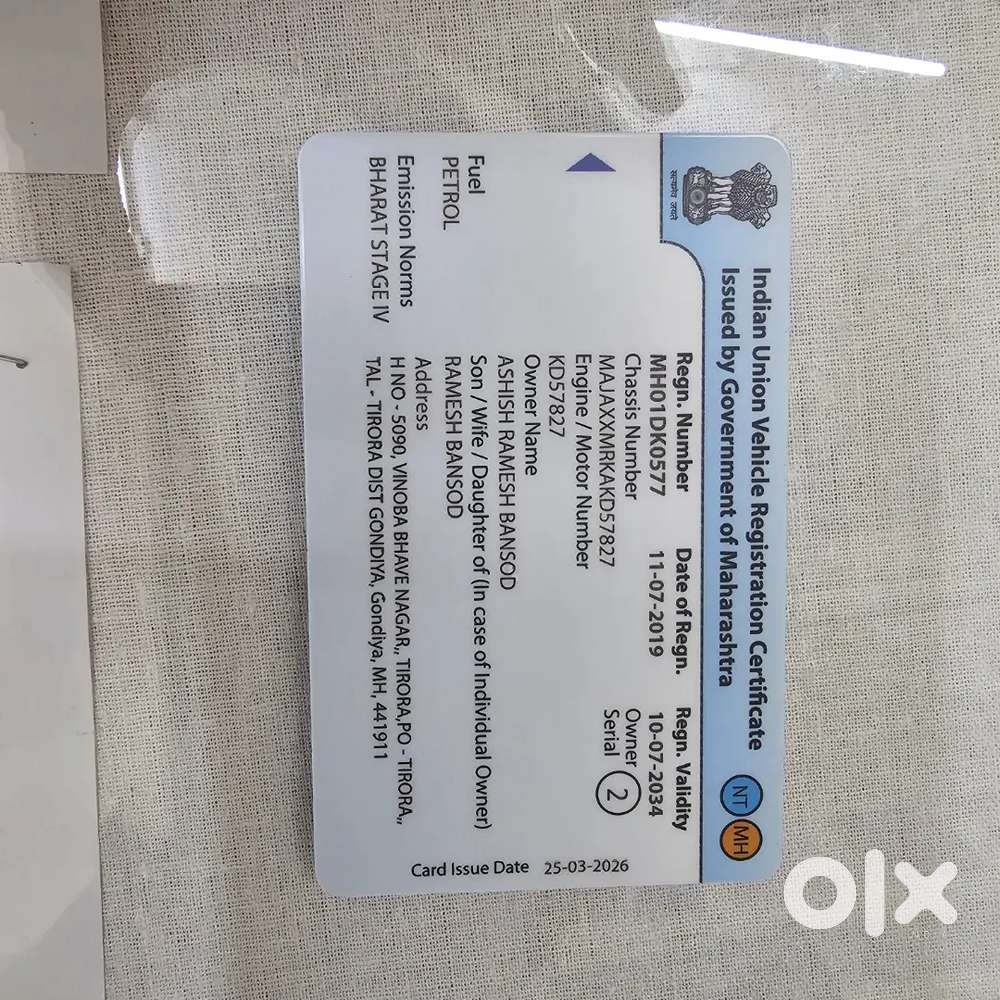 सत्यमेव जयते
Indian Union Vehicle Registration Certificate
Issued by Government of Maharashtra
NT MH
Regn. Number Date of Regn. Regn. Validity
MH01DK0577 11-07-2019 10-07-2034
Chassis Number
MAJAXXMRKAKD57827
Owner
Serial 2
Engine / Motor Number
KD57827
Owner Name
ASHISH RAMESH BANSOD
Fuel
PETROL
Son / Wife / Daughter of (In case of Individual Owner)
RAMESH BANSOD
Emission Norms
BHARAT STAGE IV
Address
H NO - 5090, VINOBA BHAVE NAGAR,, TIRORA,PO - TIRORA,,
TAL - TIRORA DIST GONDIYA, Gondiya, MH, 441911
Card Issue Date 25-03-2026
olx